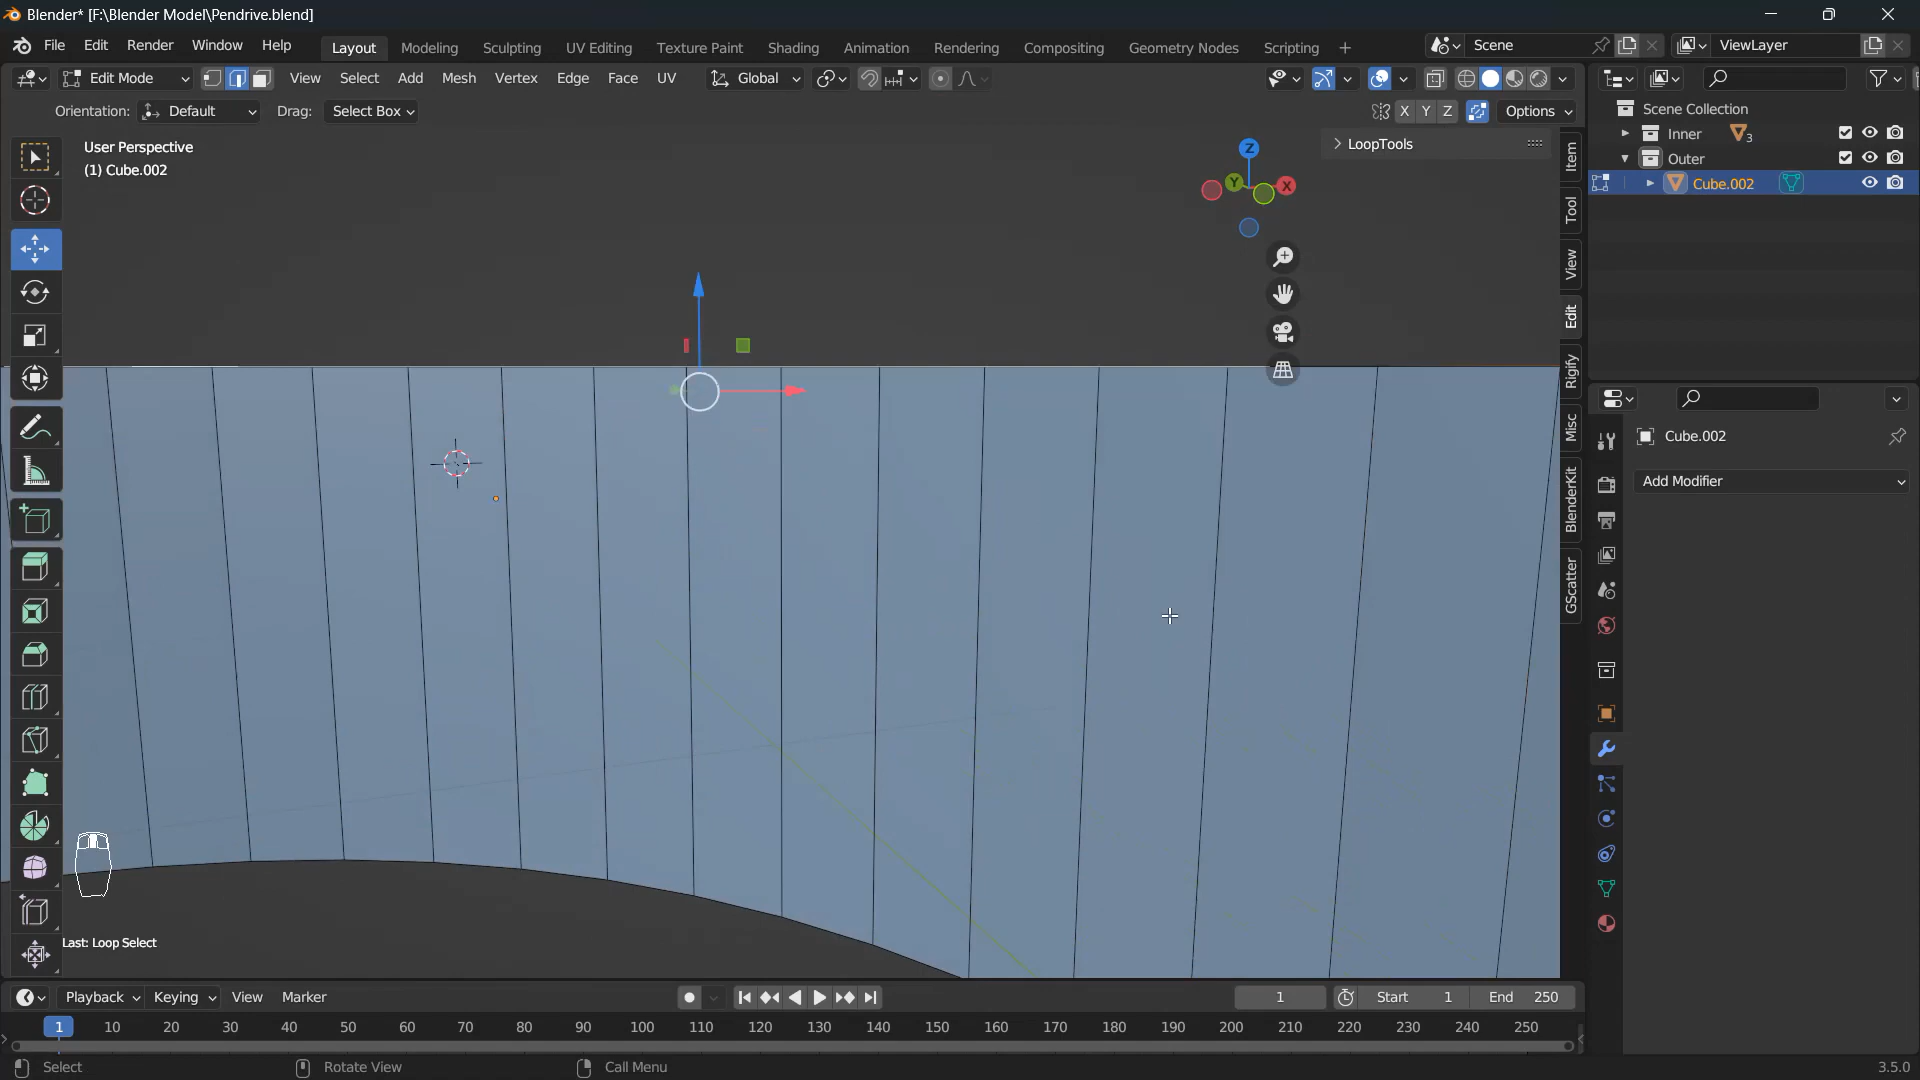 Blender* [F:\Blender Model\Pendrive.blend]
File Edit Render Window Help Layout Modeling Sculpting UV Editing Texture Paint Shading Animation Rendering Compositing Geometry Nodes Scripting + Scene ViewLayer
Edit Mode View Select Add Mesh Vertex Edge Face UV Global
Orientation: Default Drag: Select Box X Y Z Options
User Perspective
(1) Cube.002
LoopTools
Z
Y
X
Item
Tool
View
Edit
Rigify
Misc
BlenderKit
GScatter
Scene Collection
Inner 3
Outer
Cube.002
Cube.002
Add Modifier
Last: Loop Select
Playback Keying View Marker 1 Start 1 End 250
1 10 20 30 40 50 60 70 80 90 100 110 120 130 140 150 160 170 180 190 200 210 220 230 240 250
Select Rotate View Call Menu 3.5.0